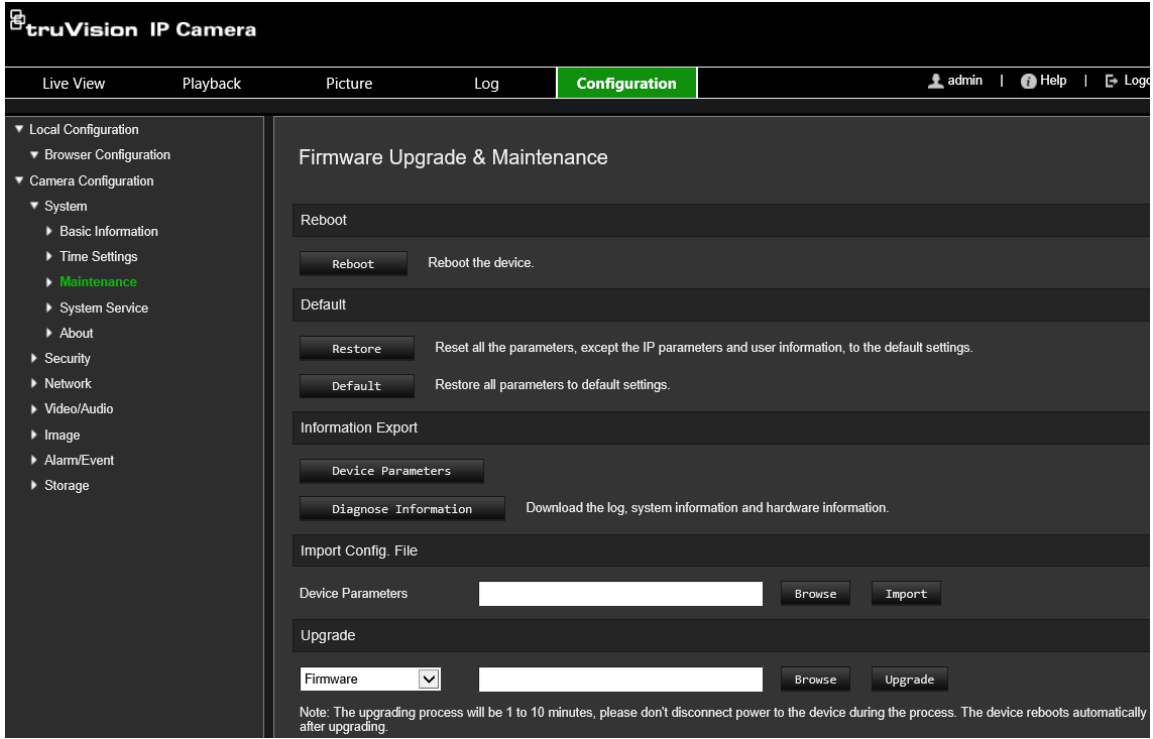 truVision IP Camera
Live View Playback Picture Log Configuration admin | Help | Logo
Local Configuration
Browser Configuration
Camera Configuration
System
Basic Information
Time Settings
Maintenance
System Service
About
Security
Network
Video/Audio
Image
Alarm/Event
Storage
Firmware Upgrade & Maintenance
Reboot
Reboot Reboot the device.
Default
Restore Reset all the parameters, except the IP parameters and user information, to the default settings.
Default Restore all parameters to default settings.
Information Export
Device Parameters
Diagnose Information Download the log, system information and hardware information.
Import Config. File
Device Parameters Browse Import
Upgrade
Firmware Browse Upgrade
Note: The upgrading process will be 1 to 10 minutes, please don't disconnect power to the device during the process. The device reboots automatically
after upgrading.